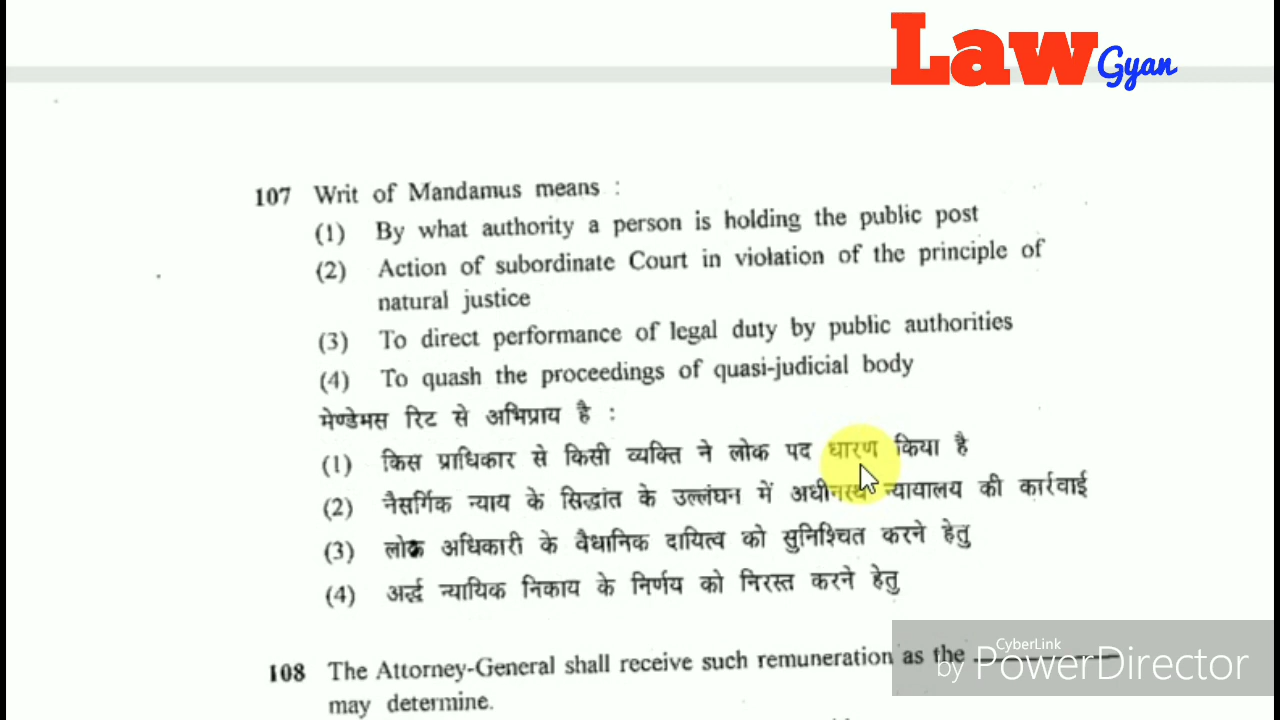 Law Gyan
107 Writ of Mandamus means :
(1) By what authority a person is holding the public post
(2) Action of subordinate Court in violation of the principle of
natural justice
(3) To direct performance of legal duty by public authorities
(4) To quash the proceedings of quasi-judicial body
मेण्डेमस रिट से अभिप्राय है :
(1) किस प्राधिकार से किसी व्यक्ति ने लोक पद धारण किया है
(2) नैसर्गिक न्याय के सिद्धांत के उल्लंघन में अधीनस्थ न्यायालय की कार्रवाई
(3) लोक अधिकारी के वैधानिक दायित्व को सुनिश्चित करने हेतु
(4) अर्द्ध न्यायिक निकाय के निर्णय को निरस्त करने हेतु
108 The Attorney-General shall receive such remuneration as the
may determine.
CyberLink
by PowerDirector